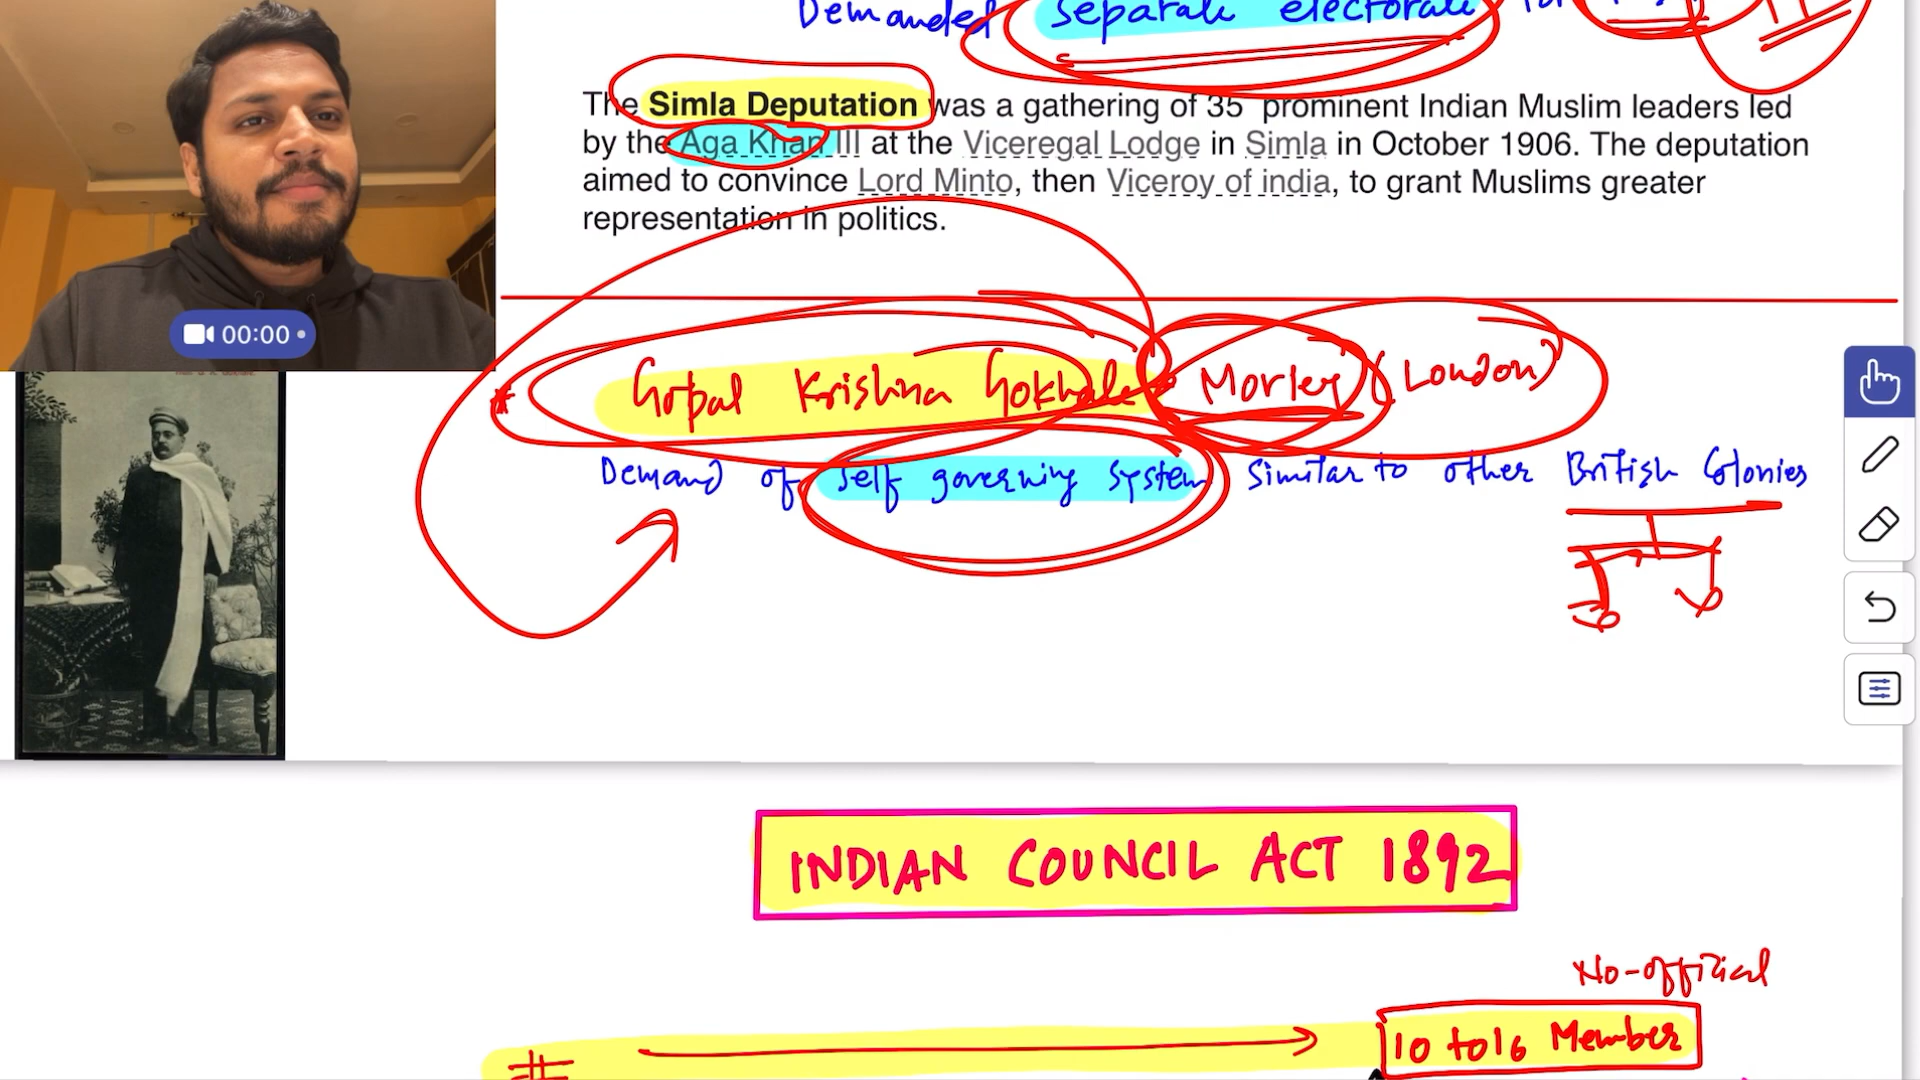 Demanded separate electorate for
The Simla Deputation was a gathering of 35 prominent Indian Muslim leaders led
by the Aga Khan III at the Viceregal Lodge in Simla in October 1906. The deputation
aimed to convince Lord Minto, then Viceroy of india, to grant Muslims greater
representation in politics.
00:00
* Gopal Krishna Gokhale Morley (London)
Demand of self governing system Similar to other British Colonies
INDIAN COUNCIL ACT 1892
No-official
10 to 16 Member